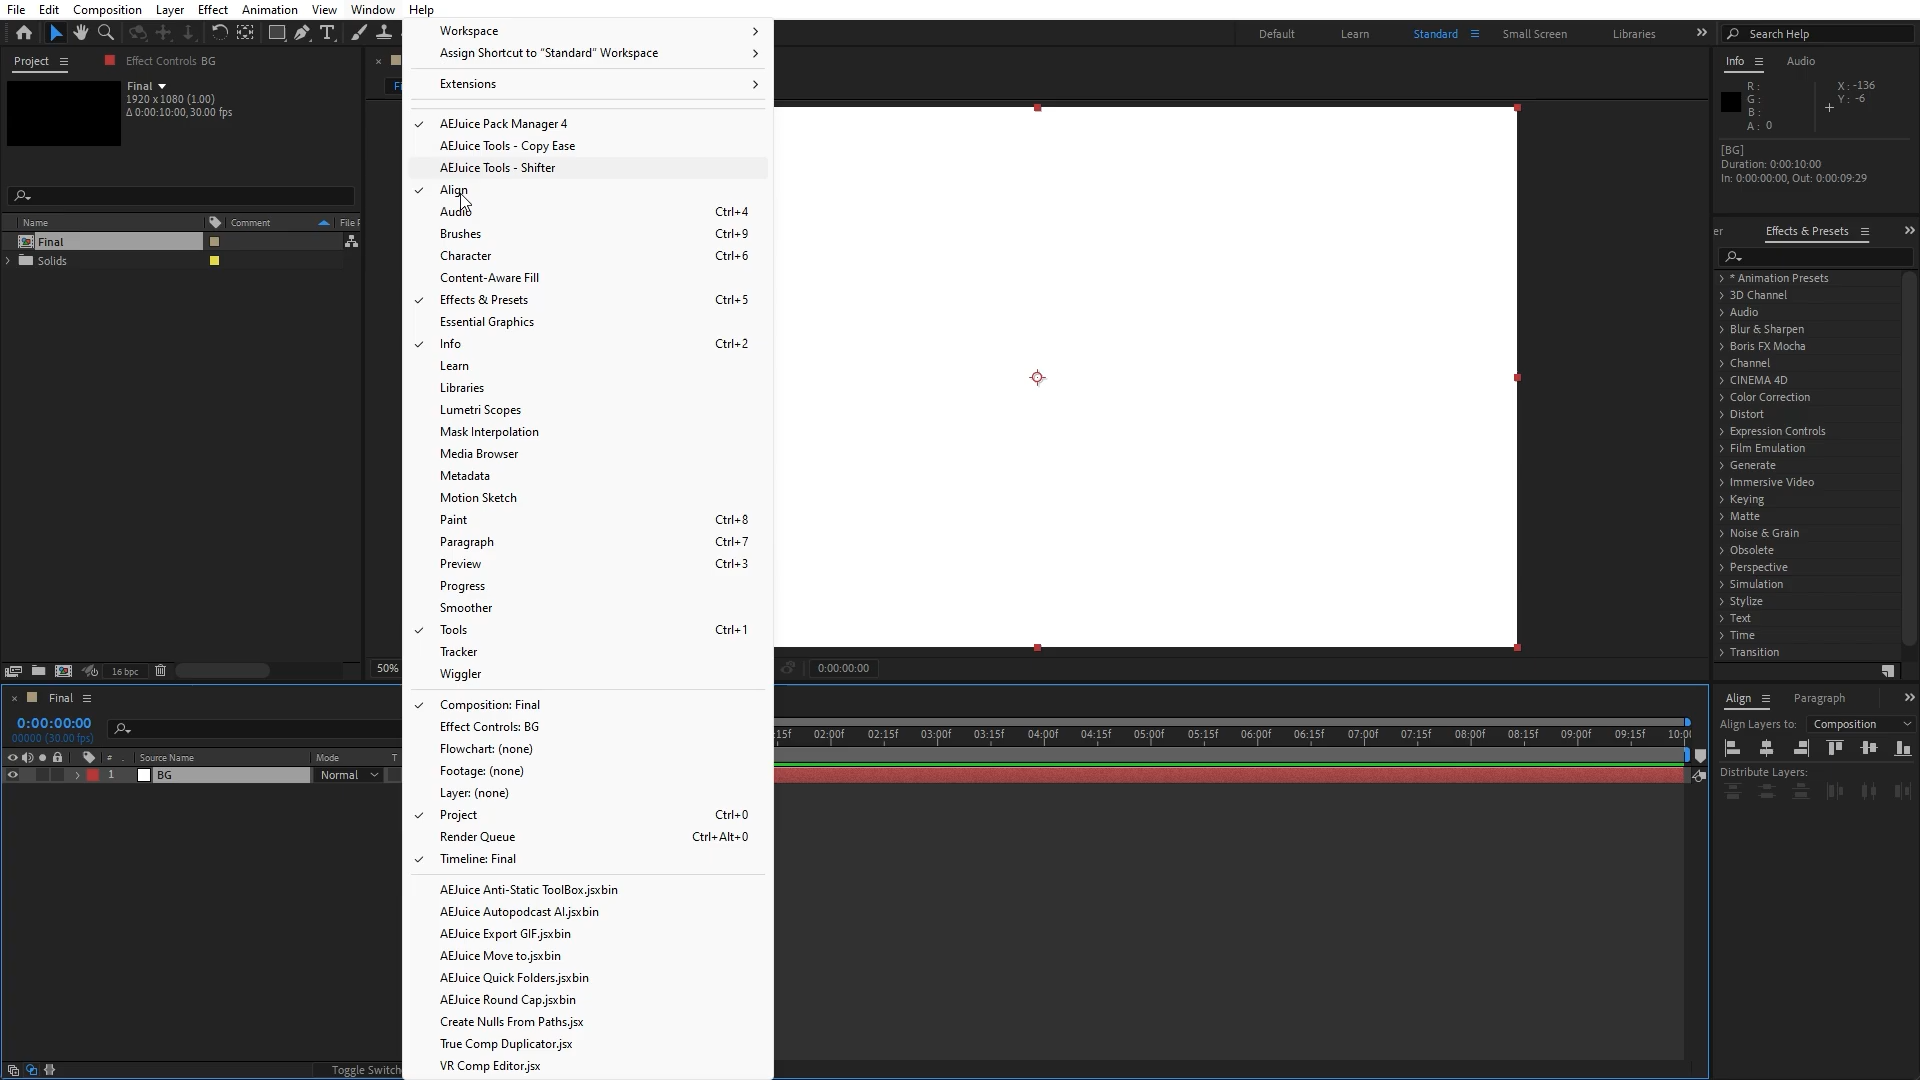 File Edit Composition Layer Effect Animation View Window Help
Default Learn Standard Small Screen Libraries Search Help
Project Effect Controls BG
Final
1920 x 1080 (1.00)
Δ 0:00:10:00, 30.00 fps
Name Comment File F
Final
Solids
16 bpc
Workspace
Assign Shortcut to “Standard” Workspace
Extensions
AEJuice Pack Manager 4
AEJuice Tools - Copy Ease
AEJuice Tools - Shifter
Align
Audio Ctrl+4
Brushes Ctrl+9
Character Ctrl+6
Content-Aware Fill
Effects & Presets Ctrl+5
Essential Graphics
Info Ctrl+2
Learn
Libraries
Lumetri Scopes
Mask Interpolation
Media Browser
Metadata
Motion Sketch
Paint Ctrl+8
Paragraph Ctrl+7
Preview Ctrl+3
Progress
Smoother
Tools Ctrl+1
Tracker
Wiggler
Composition: Final
Effect Controls: BG
Flowchart: (none)
Footage: (none)
Layer: (none)
Project Ctrl+0
Render Queue Ctrl+Alt+0
Timeline: Final
AEJuice Anti-Static ToolBox.jsxbin
AEJuice Autopodcast AI.jsxbin
AEJuice Export GIF.jsxbin
AEJuice Move to.jsxbin
AEJuice Quick Folders.jsxbin
AEJuice Round Cap.jsxbin
Create Nulls From Paths.jsx
True Comp Duplicator.jsx
VR Comp Editor.jsx
Fi
50%
0:00:00:00
Info Audio
R :
G :
B :
A : 0
X : -136
Y : -6
[BG]
Duration: 0:00:10:00
In: 0:00:00:00, Out: 0:00:09:29
er Effects & Presets
* Animation Presets
3D Channel
Audio
Blur & Sharpen
Boris FX Mocha
Channel
CINEMA 4D
Color Correction
Distort
Expression Controls
Film Emulation
Generate
Immersive Video
Keying
Matte
Noise & Grain
Obsolete
Perspective
Simulation
Stylize
Text
Time
Transition
Final
0:00:00:00
00000 (30.00 fps)
# . Source Name Mode T
1 BG Normal
:15f 02:00f 02:15f 03:00f 03:15f 04:00f 04:15f 05:00f 05:15f 06:00f 06:15f 07:00f 07:15f 08:00f 08:15f 09:00f 09:15f 10:00
Toggle Switch
Align Paragraph
Align Layers to: Composition
Distribute Layers: